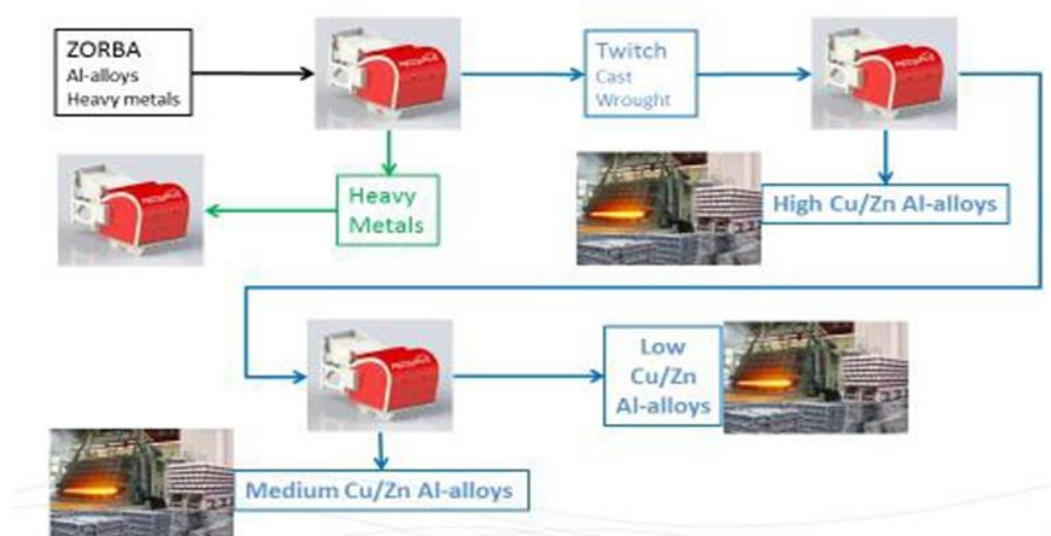 ZORBA
Al-alloys
Heavy metals
Twitch
Cast
Wrought
Heavy
Metals
High Cu/Zn Al-alloys
Low
Cu/Zn
Al-alloys
Medium Cu/Zn Al-alloys